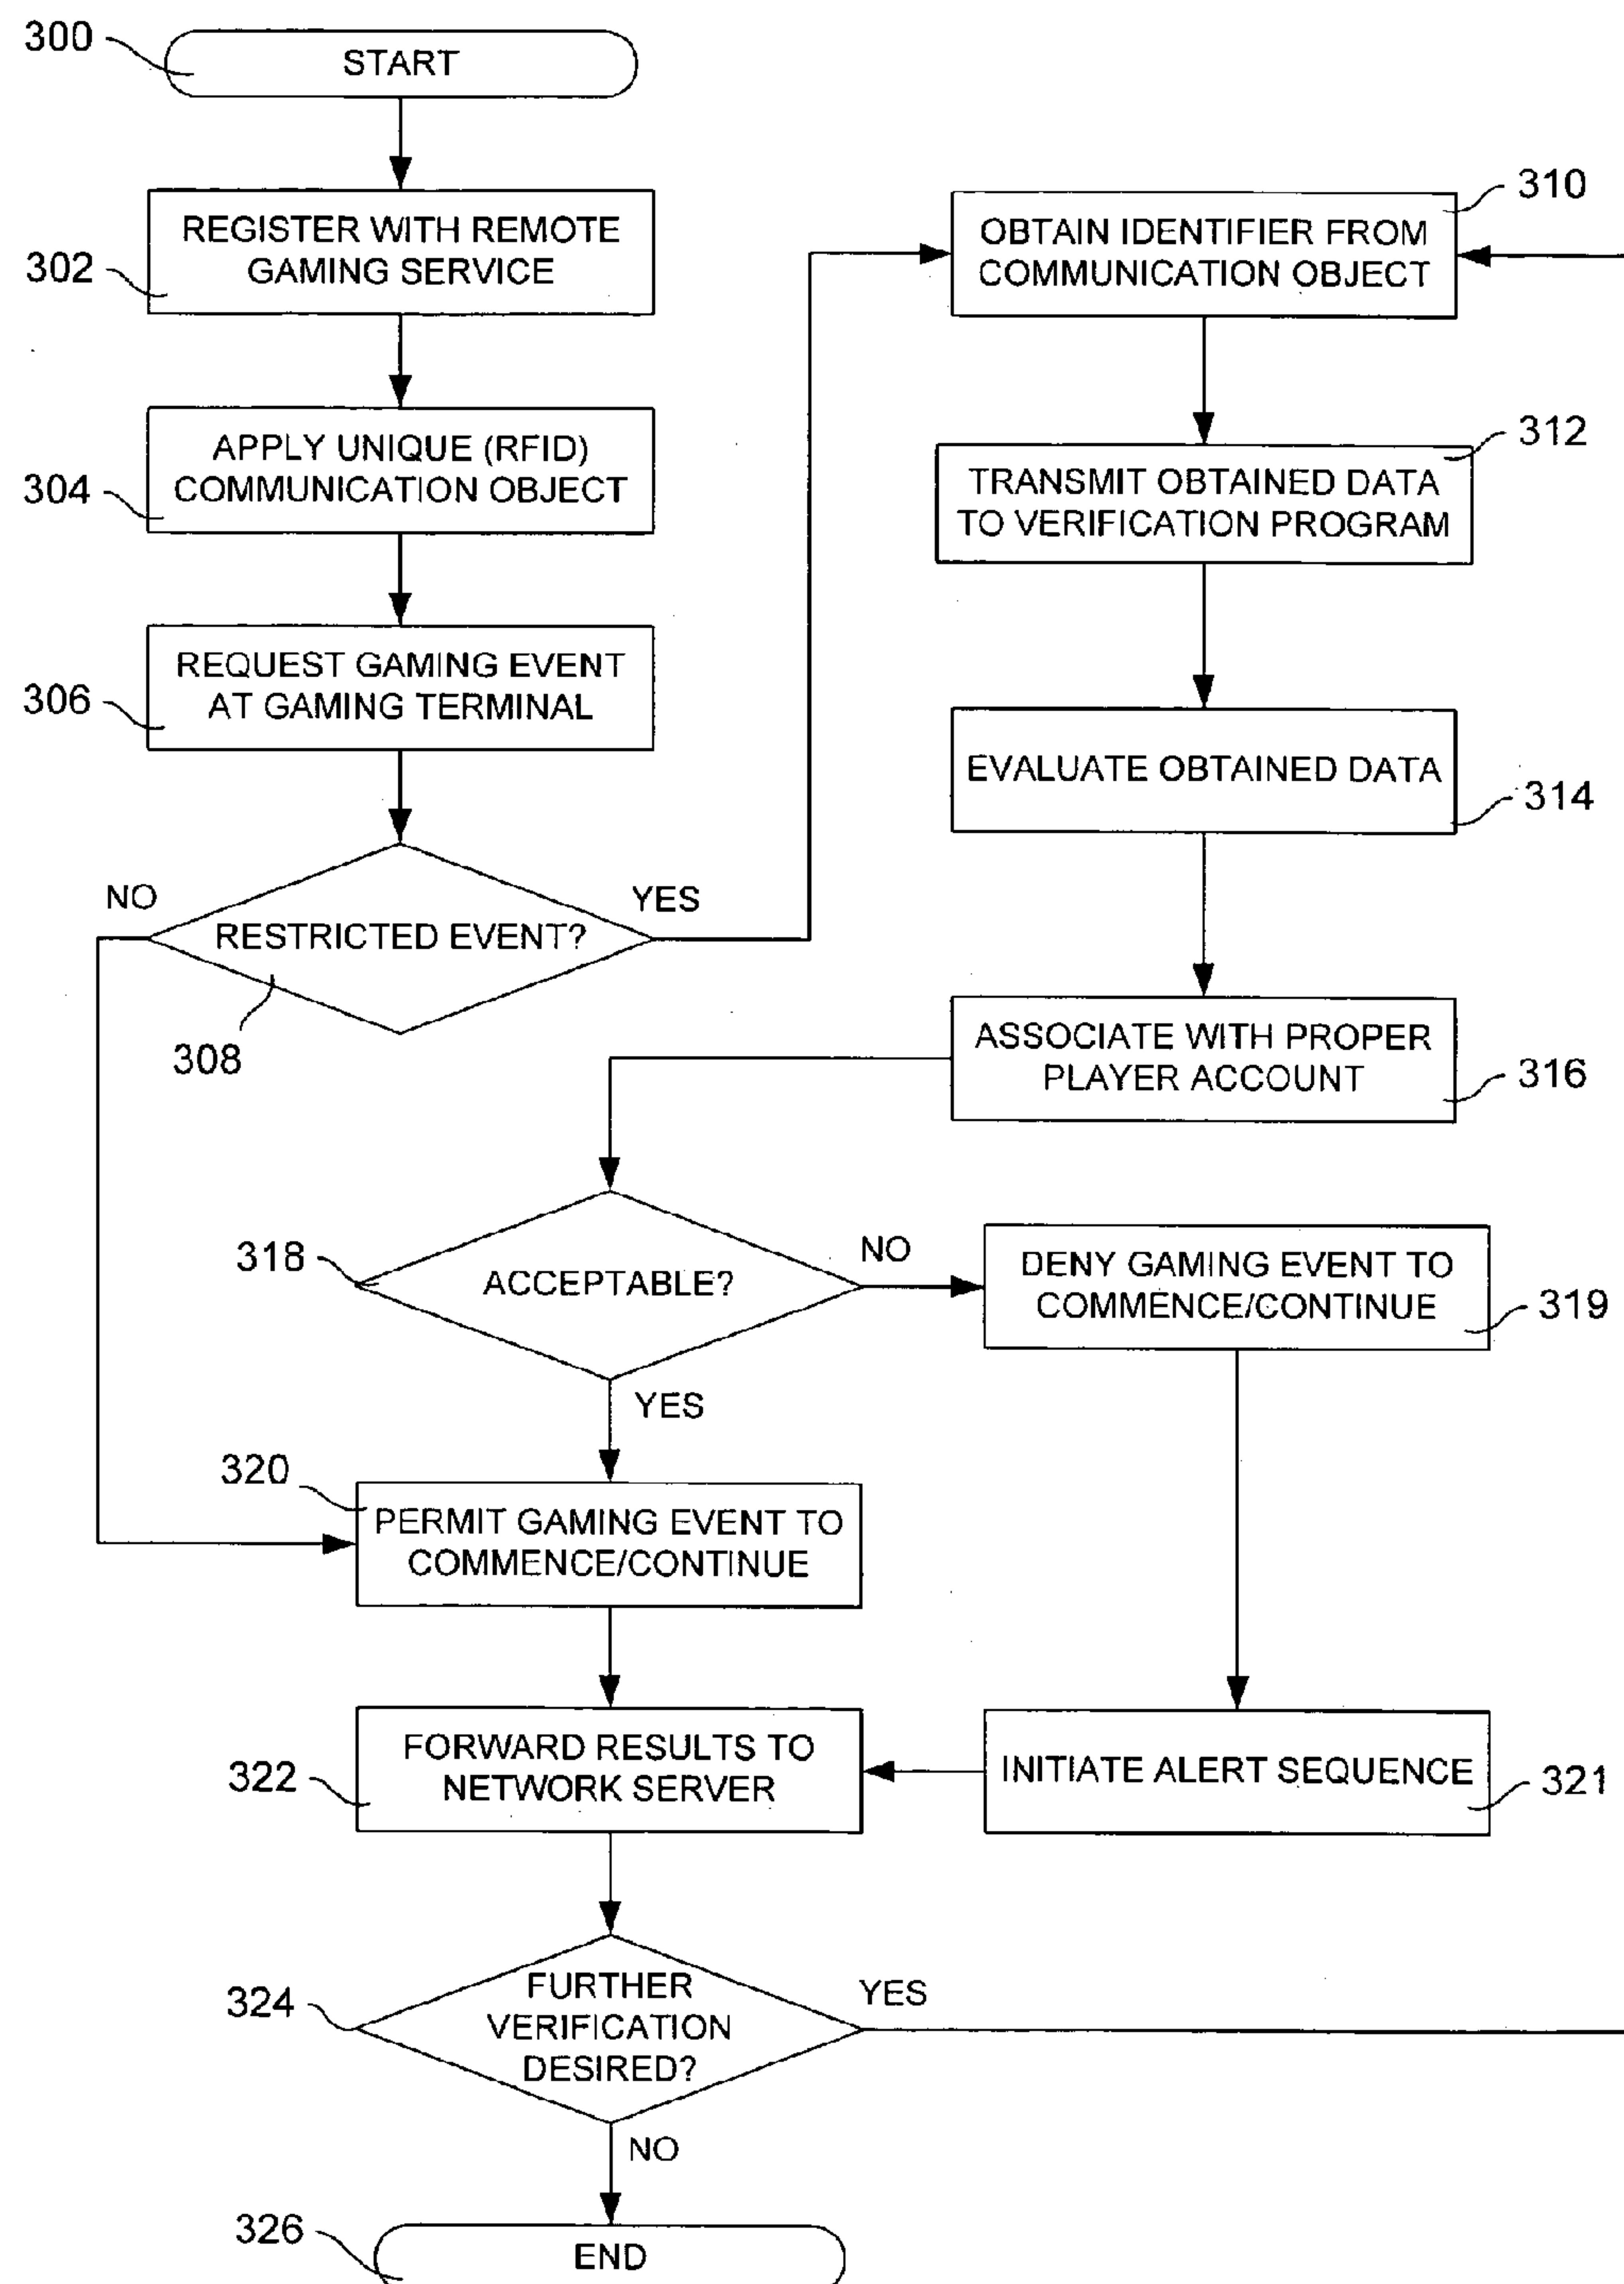 300
START
302
REGISTER WITH REMOTE
GAMING SERVICE
304
APPLY UNIQUE (RFID)
COMMUNICATION OBJECT
306
REQUEST GAMING EVENT
AT GAMING TERMINAL
NO
YES
RESTRICTED EVENT?
308
310
OBTAIN IDENTIFIER FROM
COMMUNICATION OBJECT
312
TRANSMIT OBTAINED DATA
TO VERIFICATION PROGRAM
EVALUATE OBTAINED DATA
314
ASSOCIATE WITH PROPER
PLAYER ACCOUNT
316
318
ACCEPTABLE?
NO
YES
DENY GAMING EVENT TO
COMMENCE/CONTINUE
319
320
PERMIT GAMING EVENT TO
COMMENCE/CONTINUE
322
FORWARD RESULTS TO
NETWORK SERVER
INITIATE ALERT SEQUENCE
321
324
FURTHER
VERIFICATION
DESIRED?
YES
NO
326
END